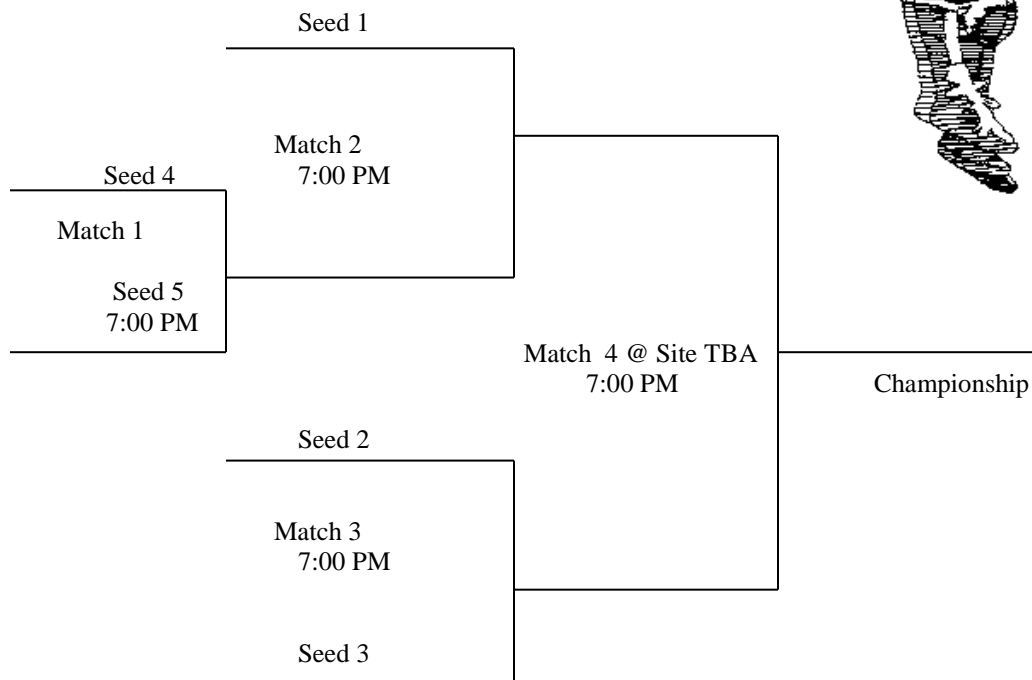 Seed 1
Match 2
7:00 PM
Seed 4
Match 1
Seed 5
7:00 PM
Match 4 @ Site TBA
7:00 PM
Championship
Seed 2
Match 3
7:00 PM
Seed 3